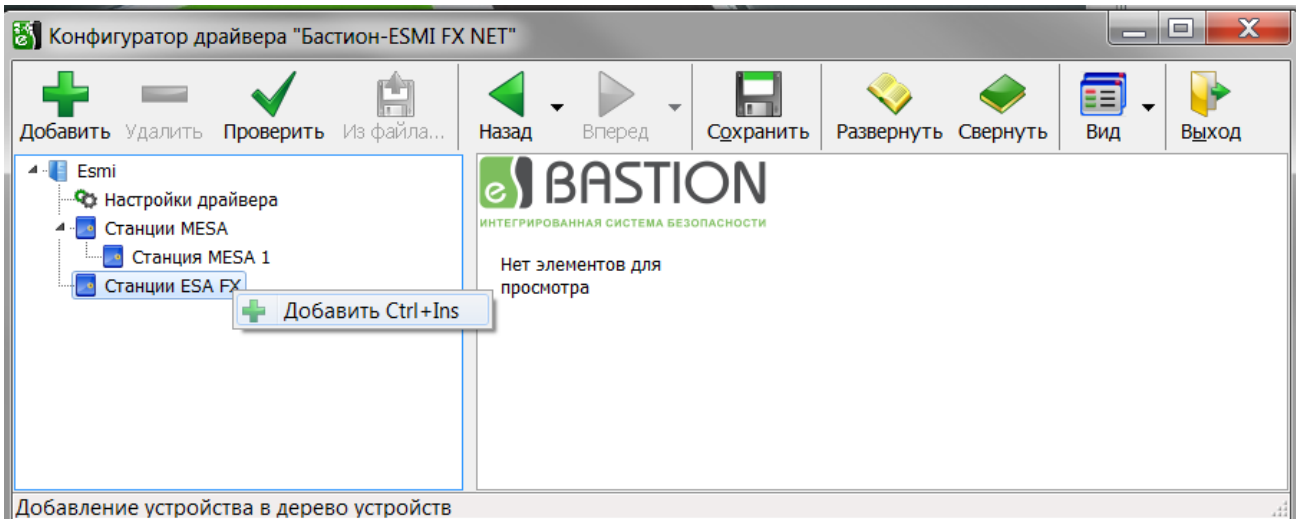 Конфигуратор драйвера "Бастион-ESMI FX NET"
Добавить Удалить Проверить Из файла... Назад Вперед Сохранить Развернуть Свернуть Вид Выход
Esmi
Настройки драйвера
Станции MESA
Станция MESA 1
Станции ESA FX
Добавить Ctrl+Ins
e BASTION
ИНТЕГРИРОВАННАЯ СИСТЕМА БЕЗОПАСНОСТИ
Нет элементов для
просмотра
Добавление устройства в дерево устройств